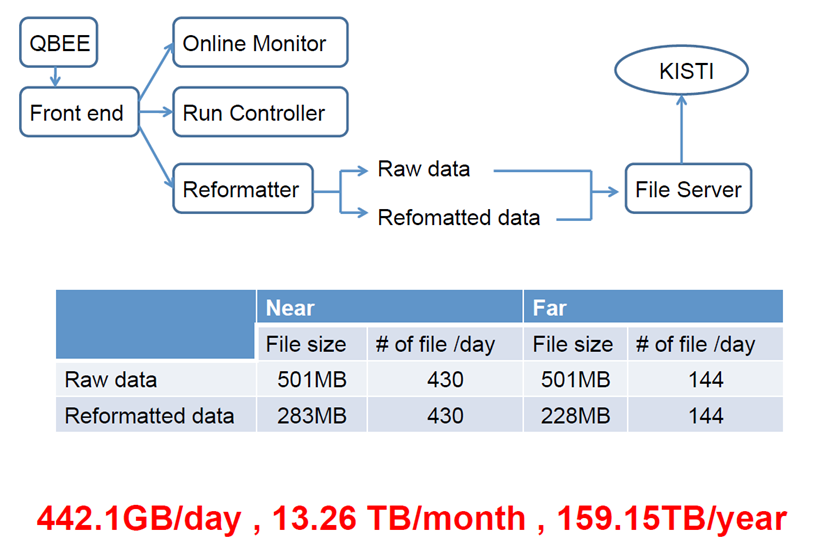 QBEE
Online Monitor
KISTI
Front end
Run Controller
Raw data
Reformatter
File Server
Refomatted data
Near Far
File size # of file /day File size # of file /day
Raw data 501MB 430 501MB 144
Reformatted data 283MB 430 228MB 144
442.1GB/day , 13.26 TB/month , 159.15TB/year